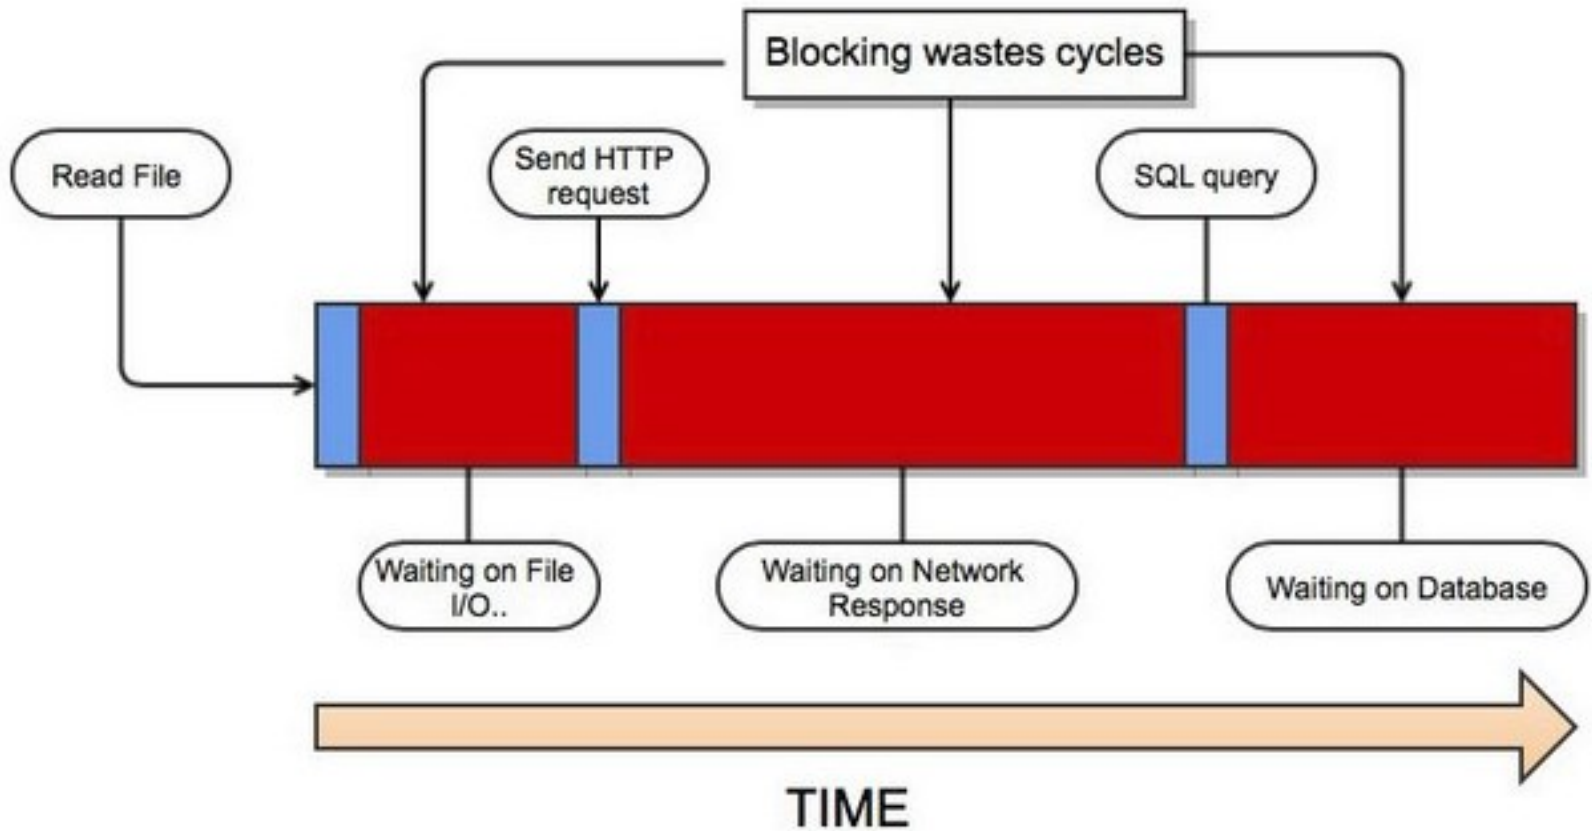 Blocking wastes cycles
Read File
Send HTTP
request
SQL query
Waiting on File
I/O..
Waiting on Network
Response
Waiting on Database
TIME